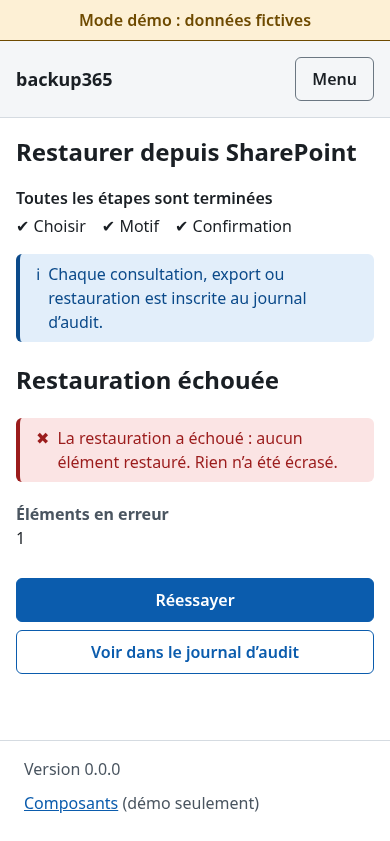 Mode démo : données fictives
backup365
Menu
Restaurer depuis SharePoint
Toutes les étapes sont terminées
✔ Choisir ✔ Motif ✔ Confirmation
i Chaque consultation, export ou
restauration est inscrite au journal
d’audit.
Restauration échouée
✖ La restauration a échoué : aucun
élément restauré. Rien n’a été écrasé.
Éléments en erreur
1
Réessayer
Voir dans le journal d’audit
Version 0.0.0
Composants (démo seulement)